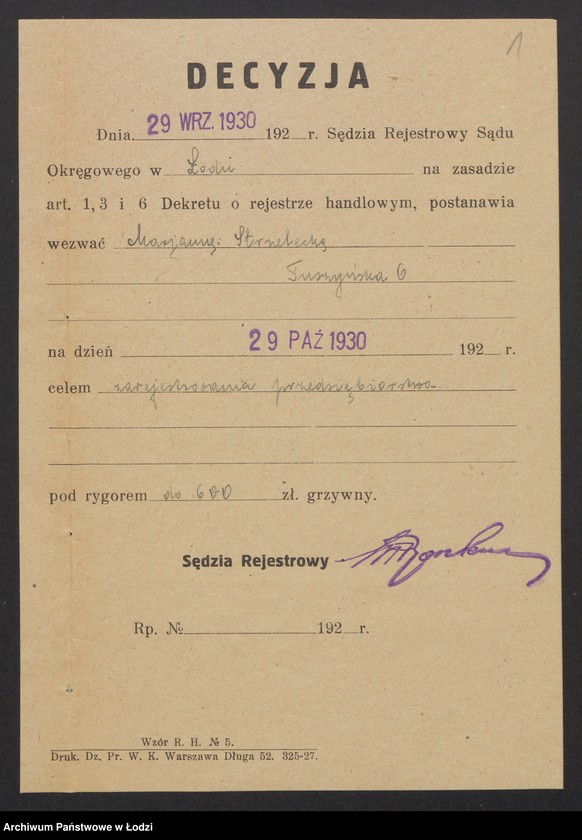 1
DECYZJA
Dnia 29 WRZ. 1930 192 r. Sędzia Rejestrowy Sądu
Okręgowego w Łodzi na zasadzie
art. 1, 3 i 6 Dekretu o rejestrze handlowym, postanawia
wezwać Marjannę Strzelecką
Tuszyńska 6
na dzień 29 PAŹ 1930 192 r.
celem zarejestrowania przedsiębiorstwa
pod rygorem do 600 zł. grzywny.
Sędzia Rejestrowy
Rp. № 192 r.
Wzór R. H. № 5.
Druk. Dz. Pr. W. K. Warszawa Długa 52. 325-27.
Archiwum Państwowe w Łodzi